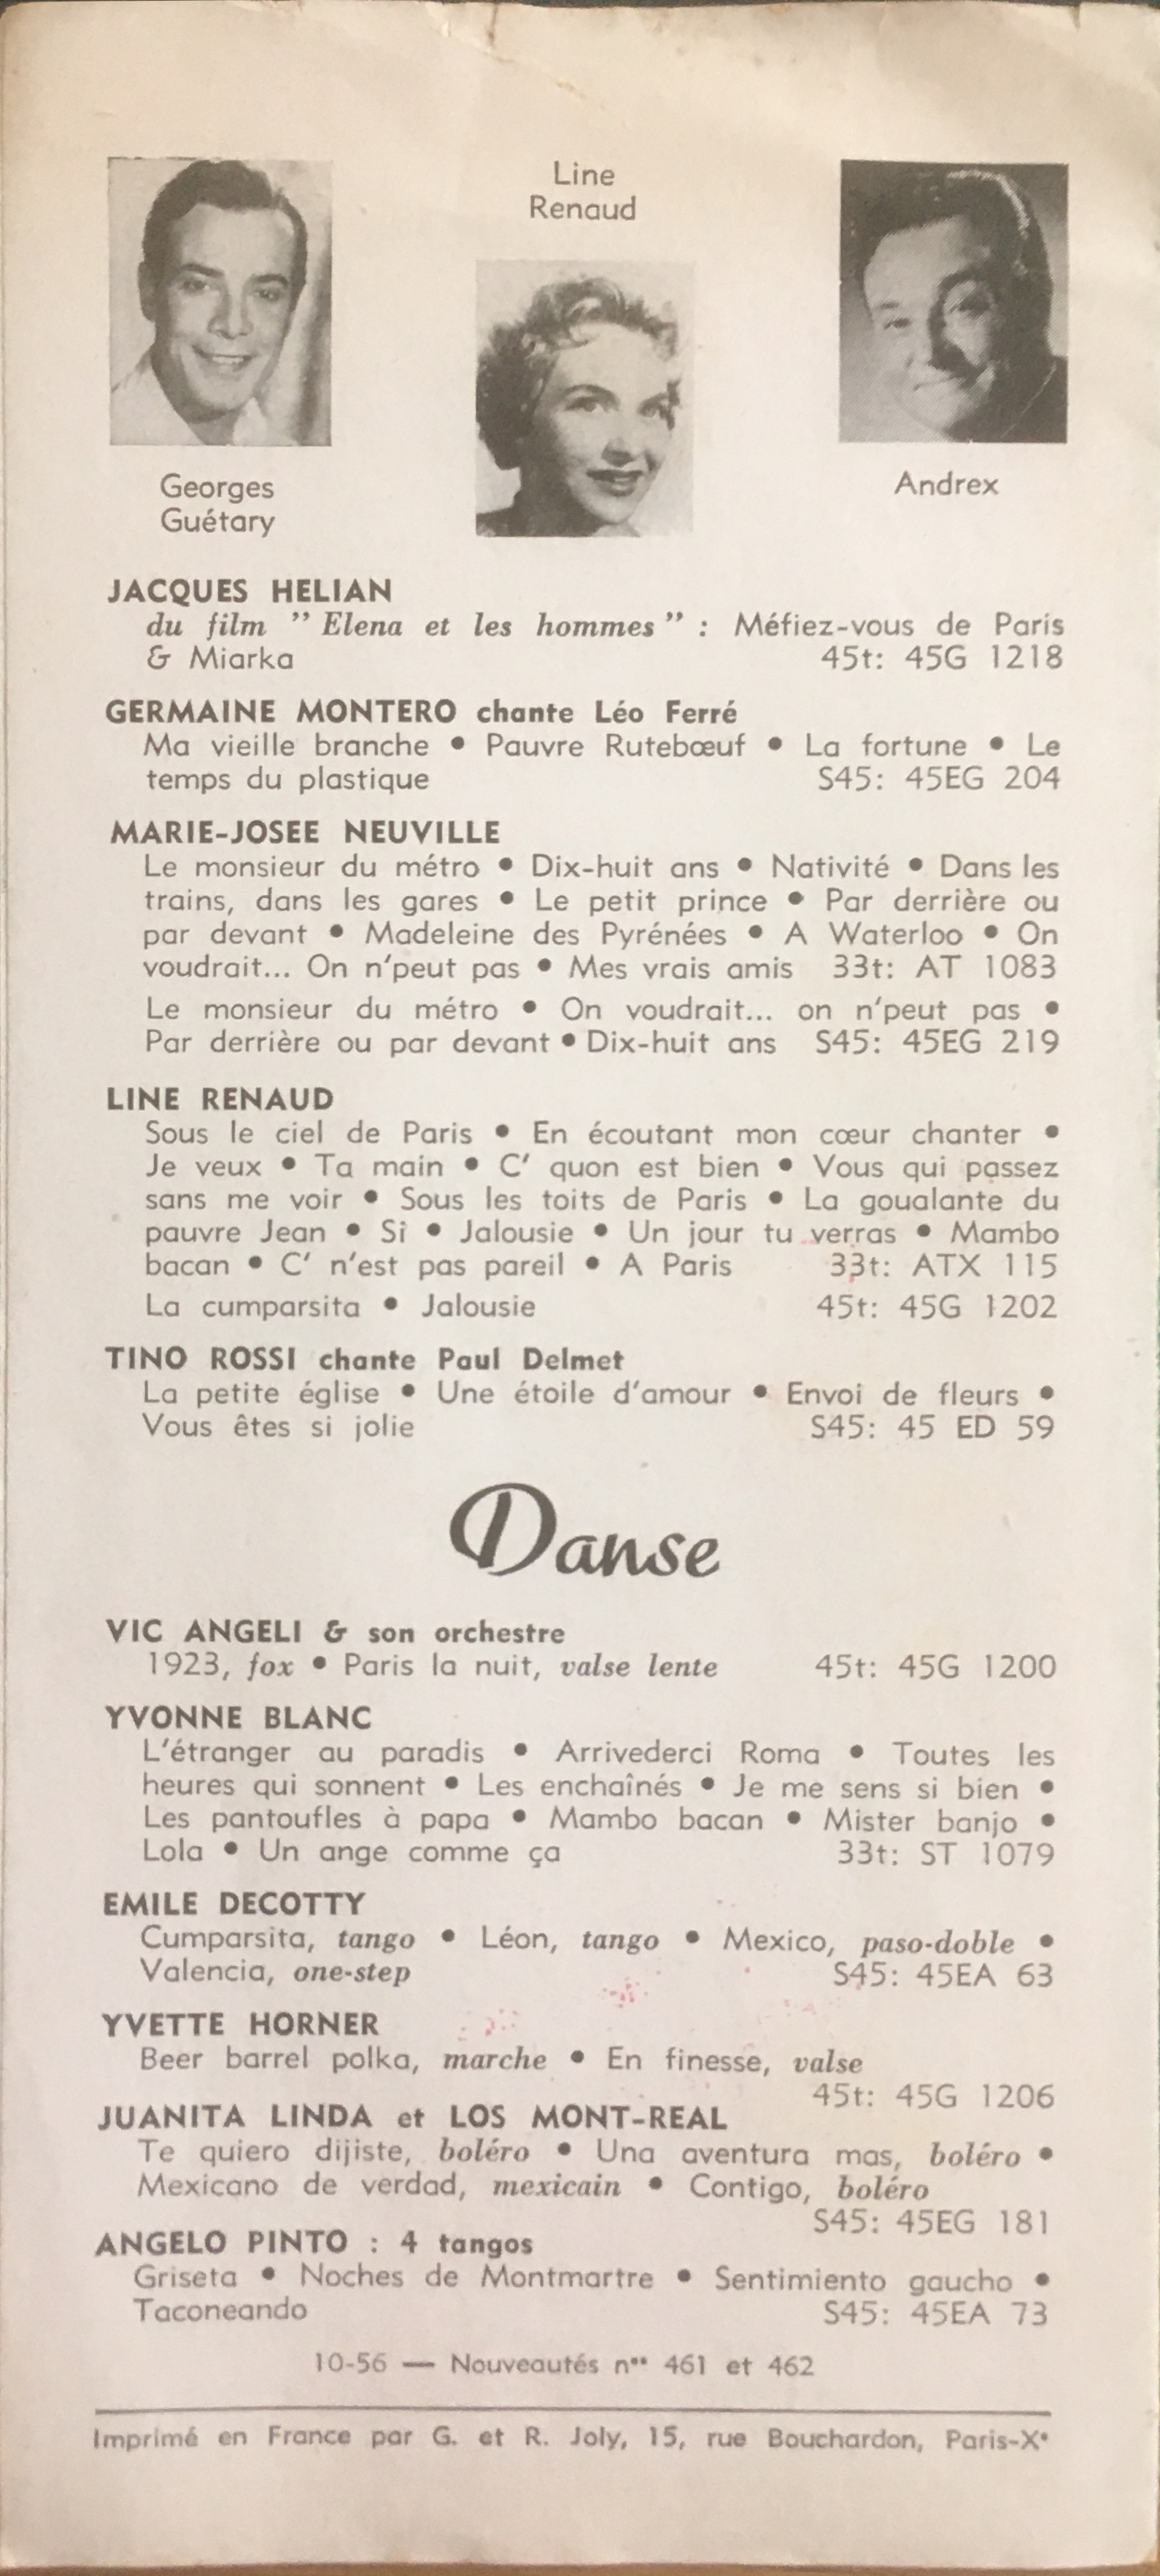 Line
Renaud
Georges
Guétary
Andrex
JACQUES HELIAN
du film " Elena et les hommes " : Méfiez-vous de Paris
& Miarka 45t: 45G 1218
GERMAINE MONTERO chante Léo Ferré
Ma vieille branche • Pauvre Rutebœuf • La fortune • Le
temps du plastique S45: 45EG 204
MARIE-JOSEE NEUVILLE
Le monsieur du métro • Dix-huit ans • Nativité • Dans les
trains, dans les gares • Le petit prince • Par derrière ou
par devant • Madeleine des Pyrénées • A Waterloo • On
voudrait... On n'peut pas • Mes vrais amis 33t: AT 1083
Le monsieur du métro • On voudrait... on n'peut pas •
Par derrière ou par devant • Dix-huit ans S45: 45EG 219
LINE RENAUD
Sous le ciel de Paris • En écoutant mon cœur chanter •
Je veux • Ta main • C' quon est bien • Vous qui passez
sans me voir • Sous les toits de Paris • La goualante du
pauvre Jean • Si • Jalousie • Un jour tu verras • Mambo
bacan • C' n'est pas pareil • A Paris 33t: ATX 115
La cumparsita • Jalousie 45t: 45G 1202
TINO ROSSI chante Paul Delmet
La petite église • Une étoile d'amour • Envoi de fleurs •
Vous êtes si jolie S45: 45 ED 59
Danse
VIC ANGELI & son orchestre
1923, fox • Paris la nuit, valse lente 45t: 45G 1200
YVONNE BLANC
L'étranger au paradis • Arrivederci Roma • Toutes les
heures qui sonnent • Les enchaînés • Je me sens si bien •
Les pantoufles à papa • Mambo bacan • Mister banjo •
Lola • Un ange comme ça 33t: ST 1079
EMILE DECOTTY
Cumparsita, tango • Léon, tango • Mexico, paso-doble •
Valencia, one-step S45: 45EA 63
YVETTE HORNER
Beer barrel polka, marche • En finesse, valse
45t: 45G 1206
JUANITA LINDA et LOS MONT-REAL
Te quiero dijiste, boléro • Una aventura mas, boléro •
Mexicano de verdad, mexicain • Contigo, boléro
S45: 45EG 181
ANGELO PINTO : 4 tangos
Griseta • Noches de Montmartre • Sentimiento gaucho •
Taconeando S45: 45EA 73
10-56 — Nouveautés nos 461 et 462
Imprimé en France par G. et R. Joly, 15, rue Bouchardon, Paris-Xe